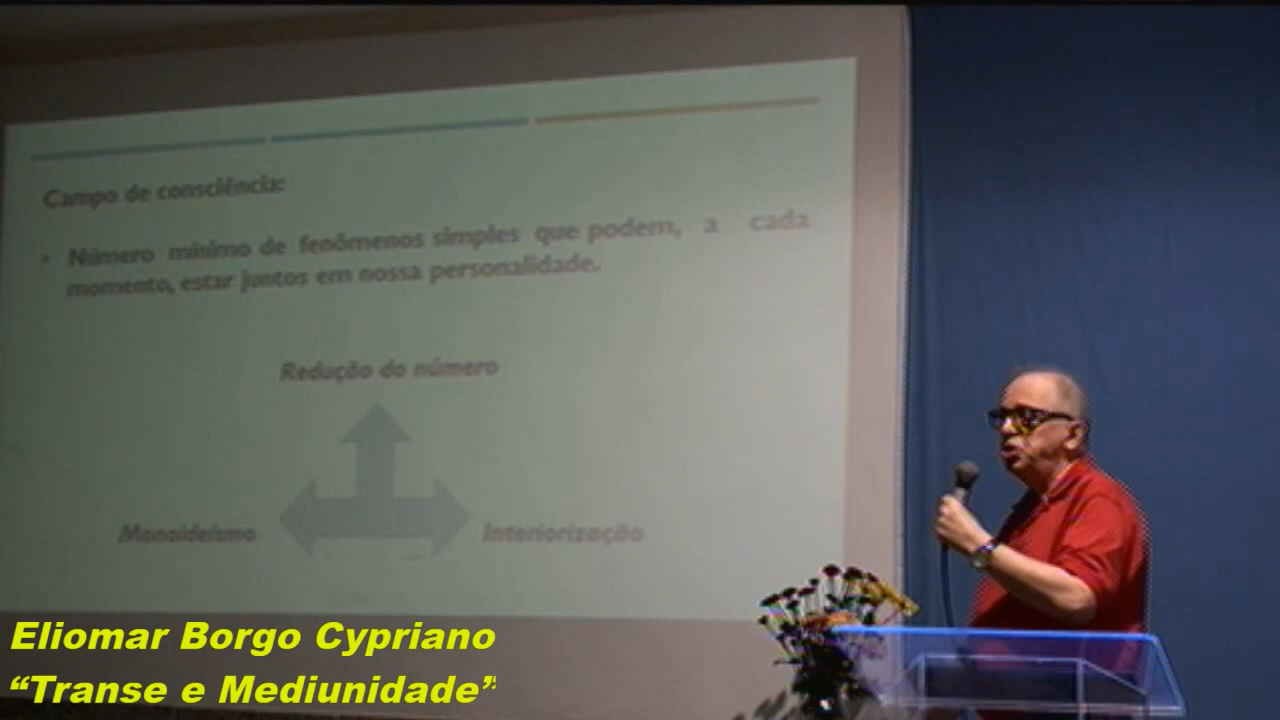 Campo de consciência:
• Número mínimo de fenômenos simples que podem, a cada
momento, estar juntos em nossa personalidade.
Redução do número
Monoideísmo
Interiorização
Eliomar Borgo Cypriano
“Transe e Mediunidade”